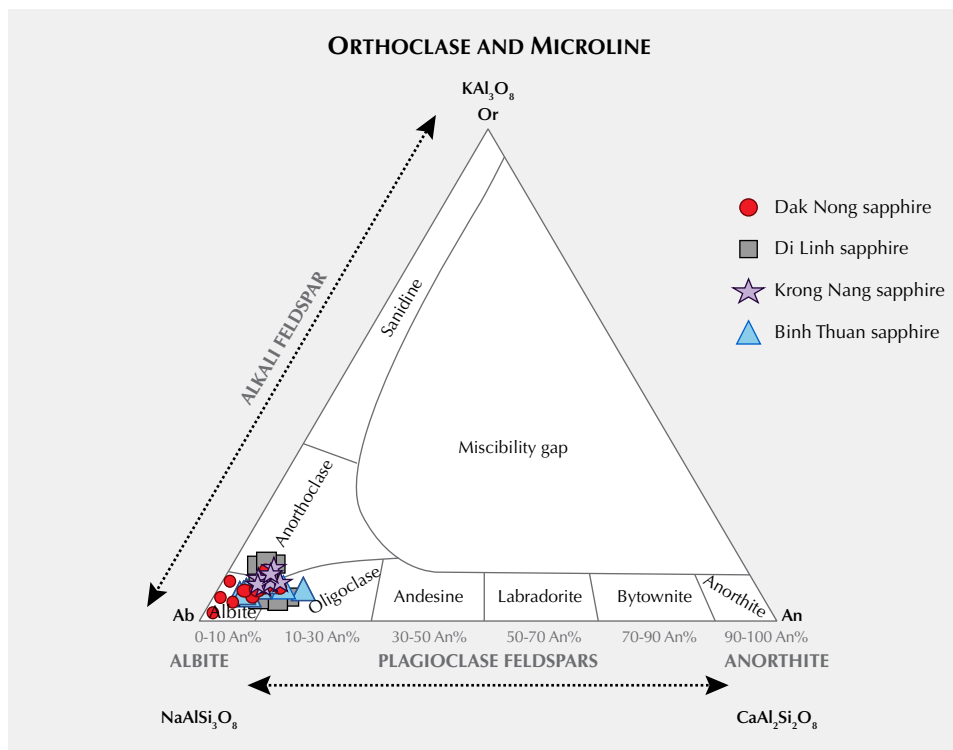 ORTHOCLASE AND MICROLINE
KAl₃O₈
Or
Dak Nong sapphire
Di Linh sapphire
Krong Nang sapphire
Binh Thuan sapphire
ALKALI FELDSPAR
Sanidine
Miscibility gap
Anorthoclase
Ab
Albite
Oligoclase
Andesine
Labradorite
Bytownite
Anorthite
An
0-10 An%
10-30 An%
30-50 An%
50-70 An%
70-90 An%
90-100 An%
ALBITE
PLAGIOCLASE FELDSPARS
ANORTHITE
NaAlSi₃O₈
CaAl₂Si₂O₈